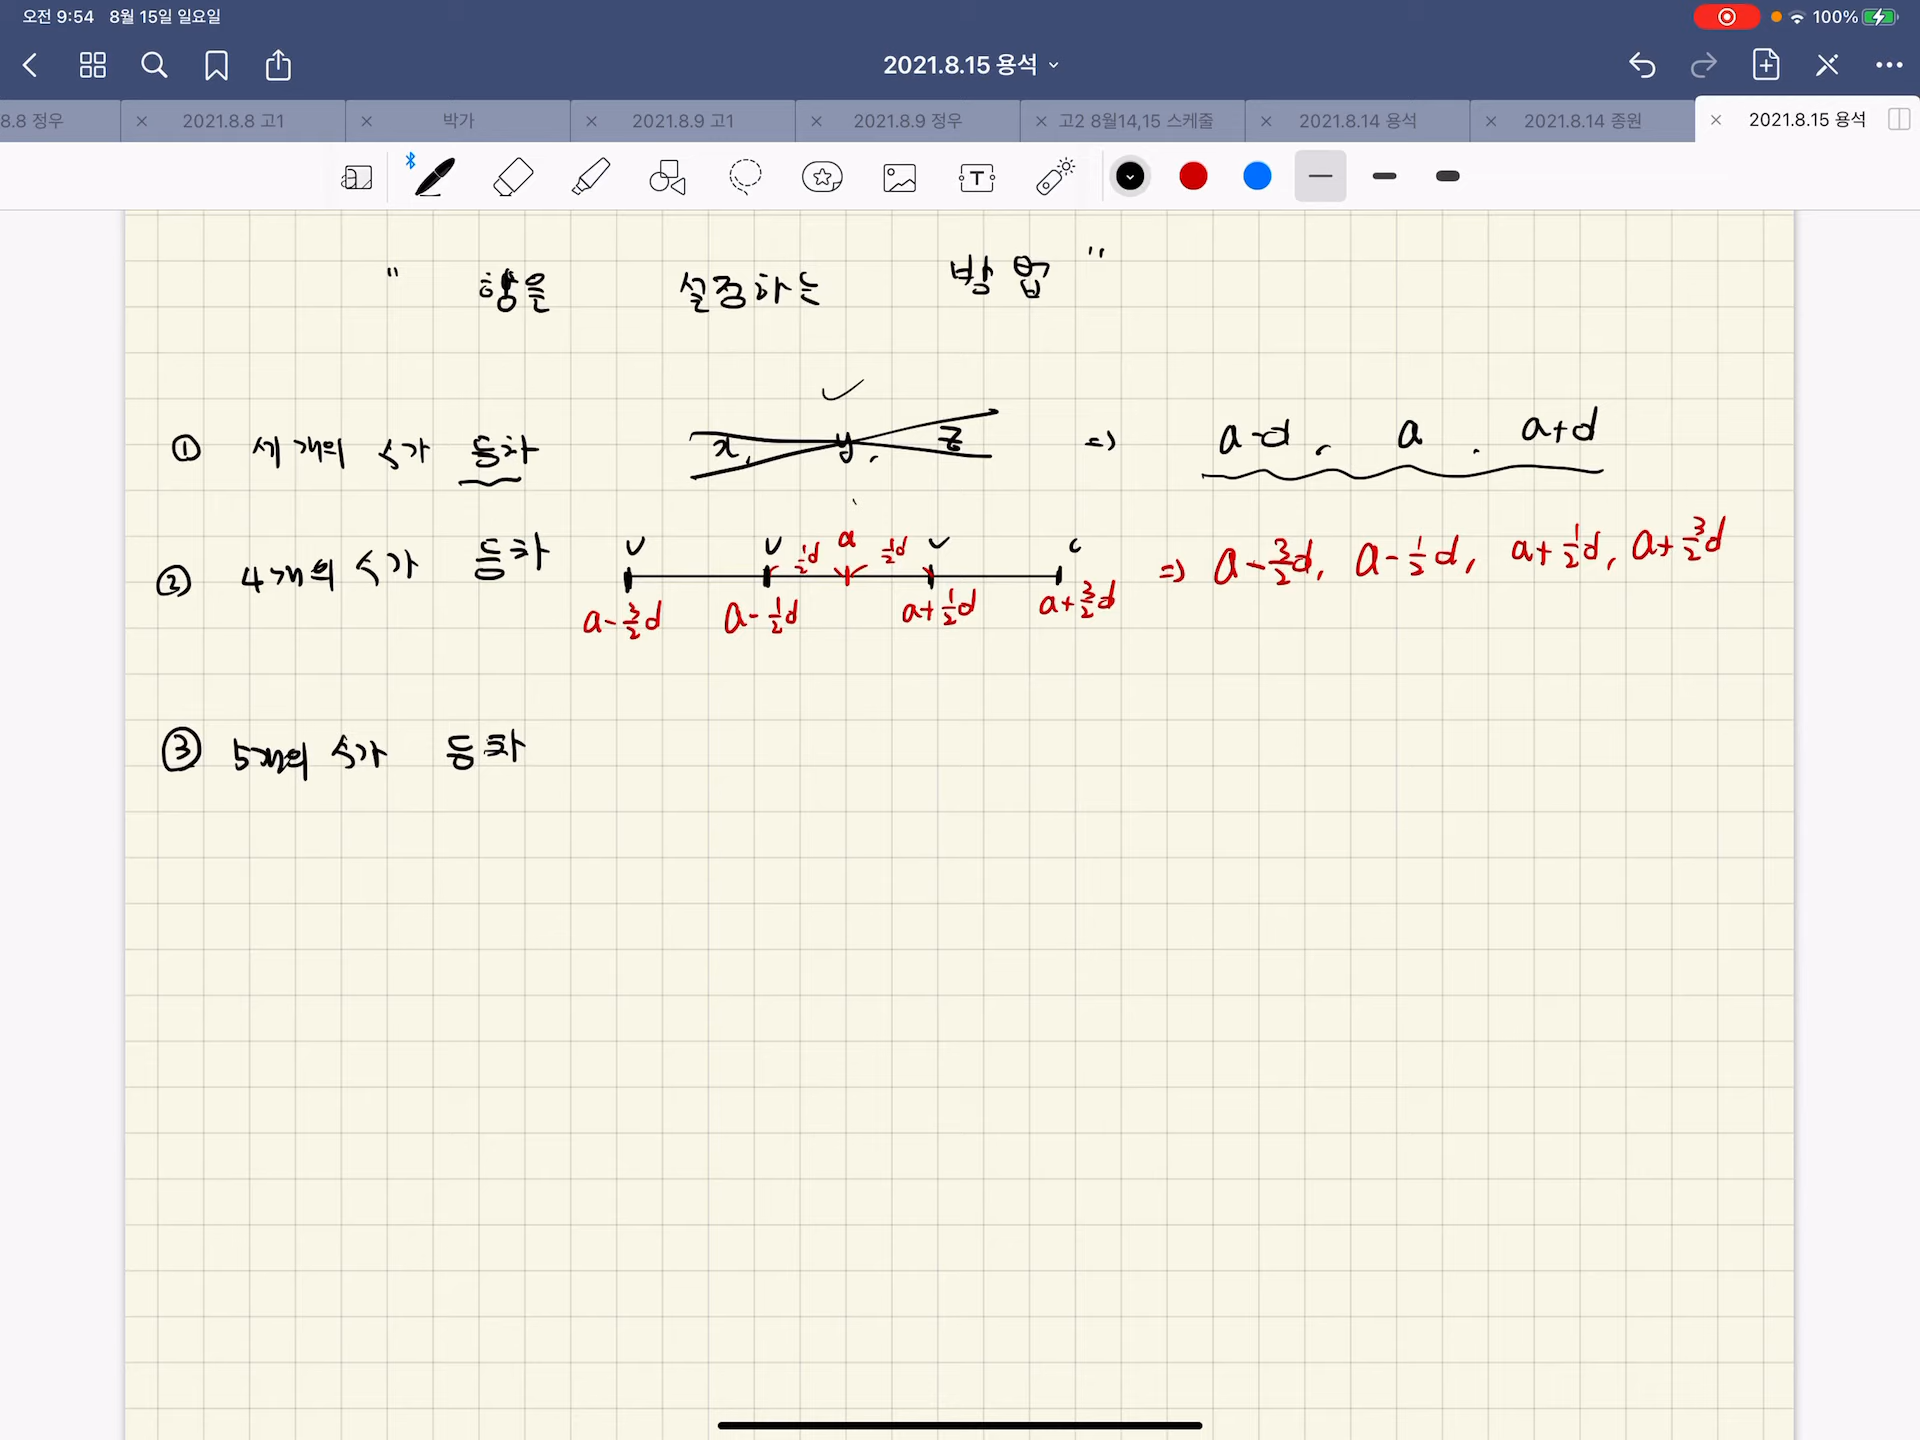 오전 9:54 8월 15일 일요일 100%
2021.8.15 용석
8.8 정우 2021.8.8 고1 박가 2021.8.9 고1 2021.8.9 정우 고2 8월14,15 스케줄 2021.8.14 용석 2021.8.14 종원 2021.8.15 용석
" 항을 설정하는 방법 "
① 세개의 수가 등차 x, y, z ⇒ a-d, a, a+d
½d a ½d
② 4개의 수가 등차 ⇒ a-3/2d, a-½d, a+½d, a+3/2d
a-3/2d a-½d a+½d a+3/2d
③ 5개의 수가 등차